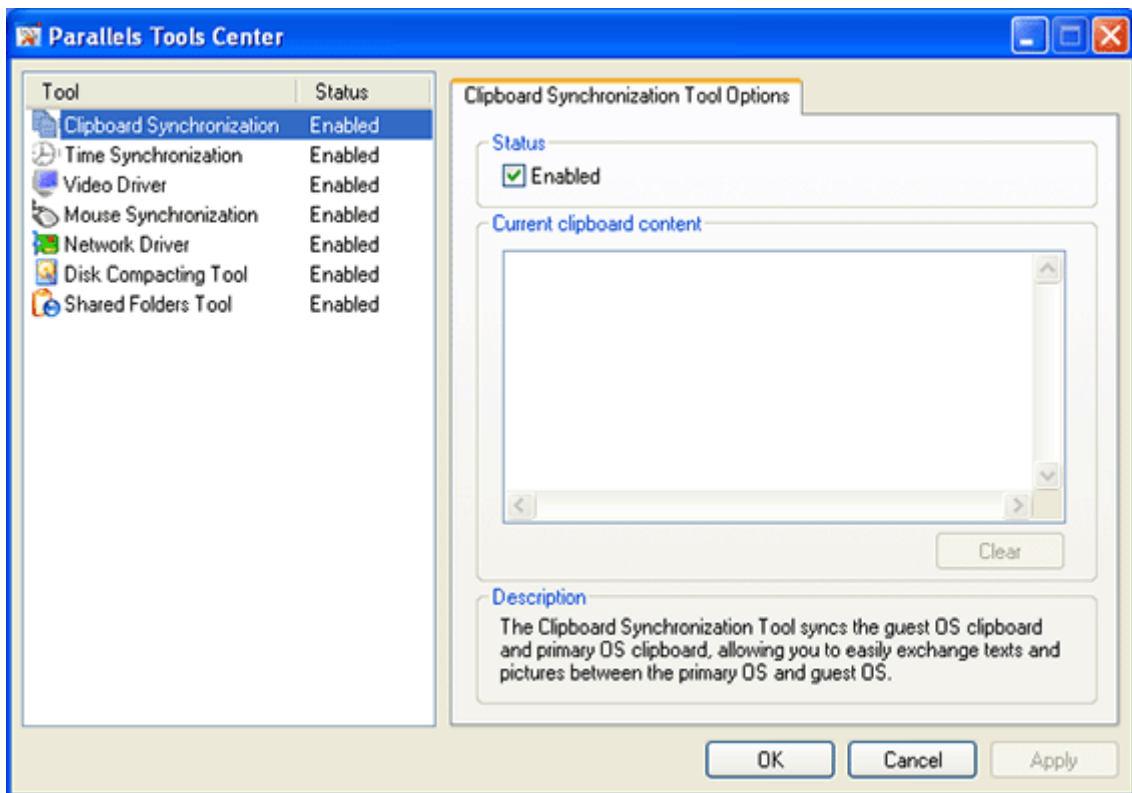 Parallels Tools Center
Tool Status
Clipboard Synchronization Enabled
Time Synchronization Enabled
Video Driver Enabled
Mouse Synchronization Enabled
Network Driver Enabled
Disk Compacting Tool Enabled
Shared Folders Tool Enabled
Clipboard Synchronization Tool Options
Status
Enabled
Current clipboard content
Clear
Description
The Clipboard Synchronization Tool syncs the guest OS clipboard
and primary OS clipboard, allowing you to easily exchange texts and
pictures between the primary OS and guest OS.
OK Cancel Apply